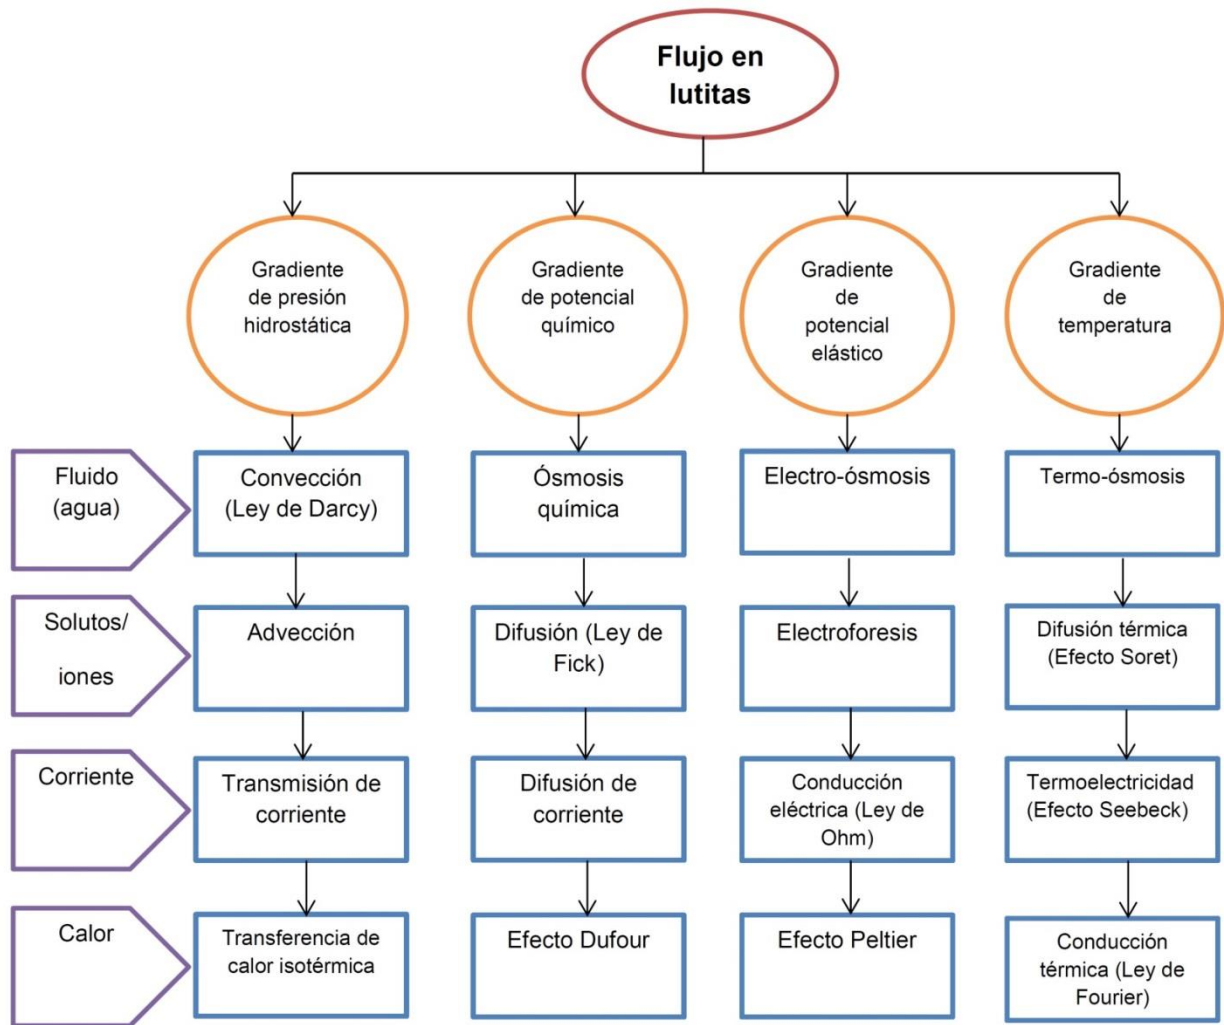 Flujo en
lutitas
Gradiente
de presión
hidrostática
Gradiente
de potencial
químico
Gradiente
de
potencial
elástico
Gradiente
de
temperatura
Fluido
(agua)
Convección
(Ley de Darcy)
Ósmosis
química
Electro-ósmosis
Termo-ósmosis
Solutos/
iones
Advección
Difusión (Ley de
Fick)
Electroforesis
Difusión térmica
(Efecto Soret)
Corriente
Transmisión de
corriente
Difusión de
corriente
Conducción
eléctrica (Ley de
Ohm)
Termoelectricidad
(Efecto Seebeck)
Calor
Transferencia de
calor isotérmica
Efecto Dufour
Efecto Peltier
Conducción
térmica (Ley de
Fourier)